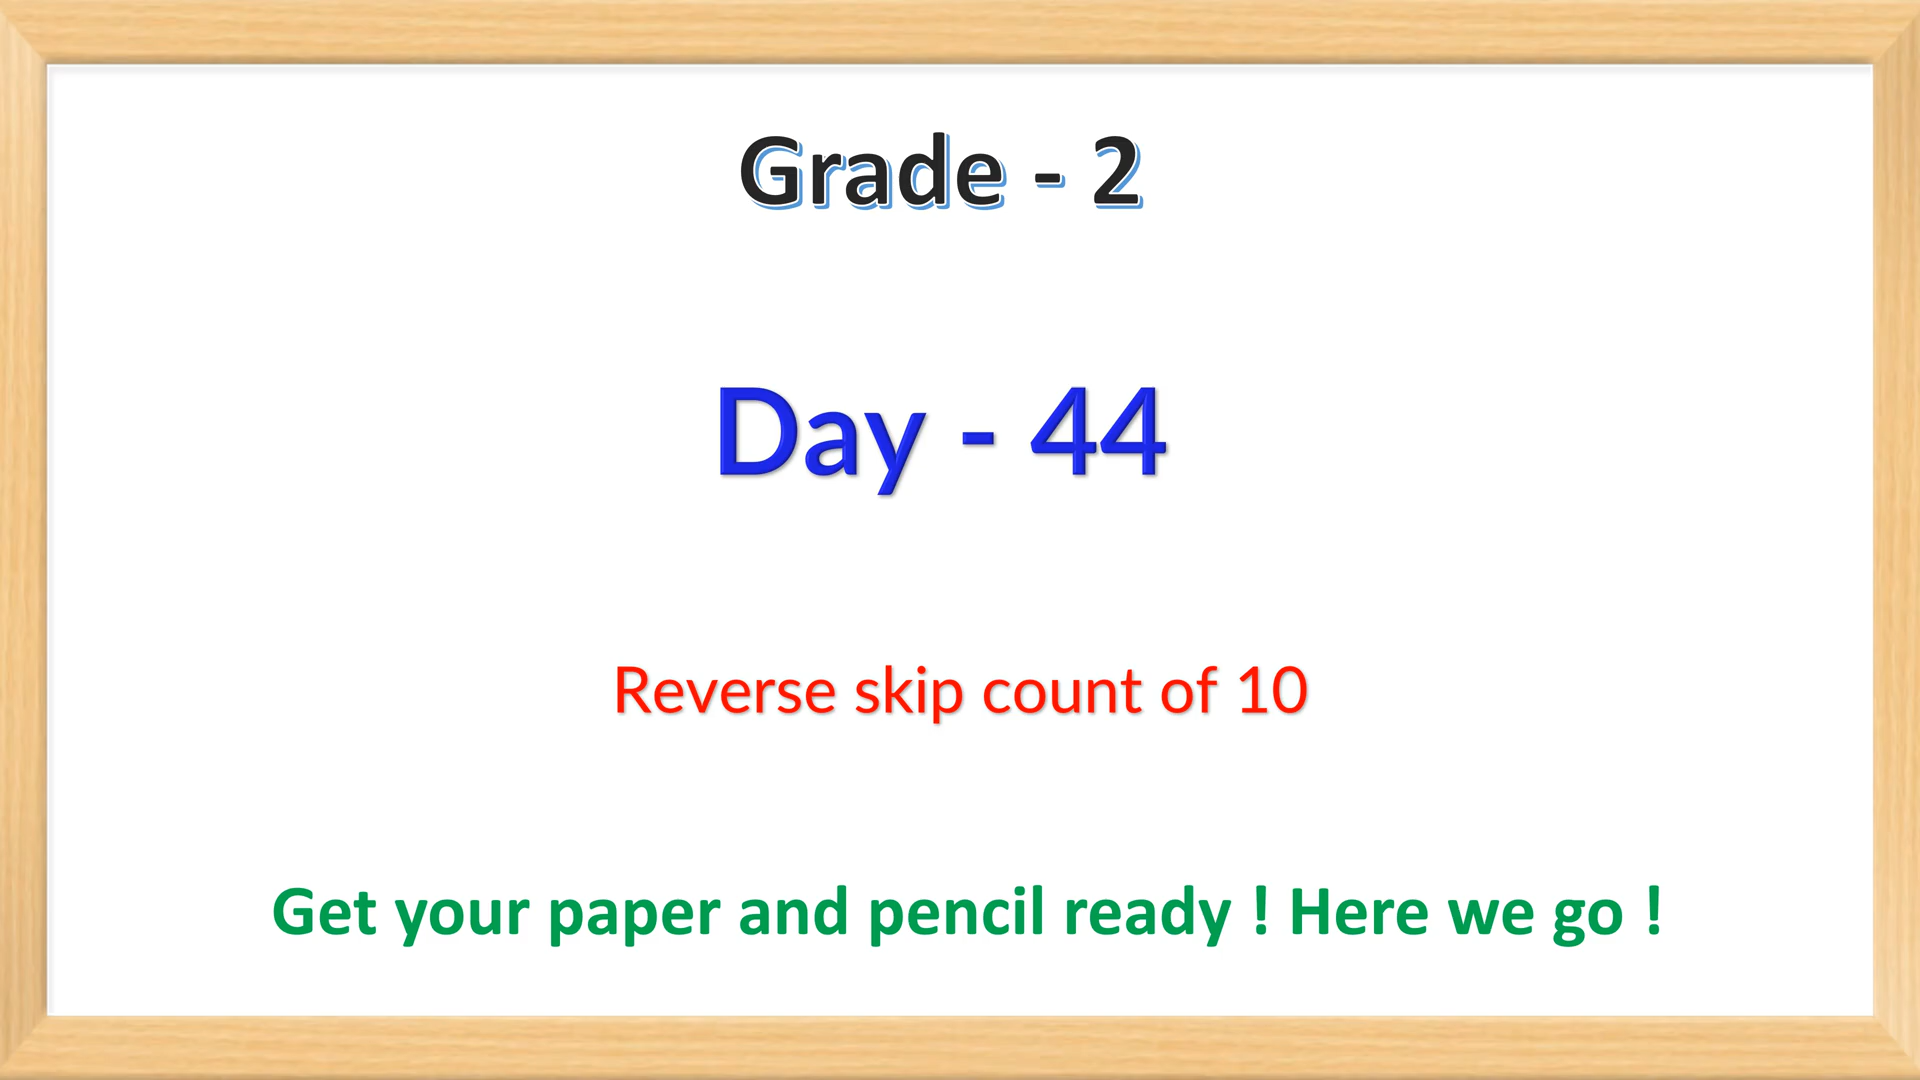 Grade - 2
Day - 44
Reverse skip count of 10
Get your paper and pencil ready ! Here we go !